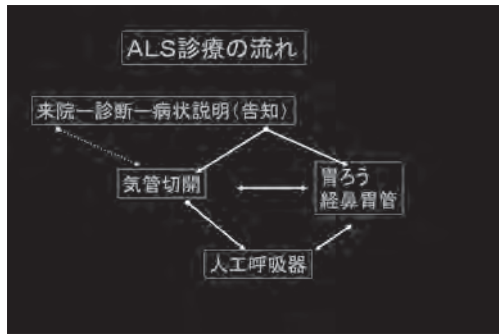 ALS診療の流れ
来院ー診断ー病状説明(告知)
気管切開
胃ろう
経鼻胃管
人工呼吸器